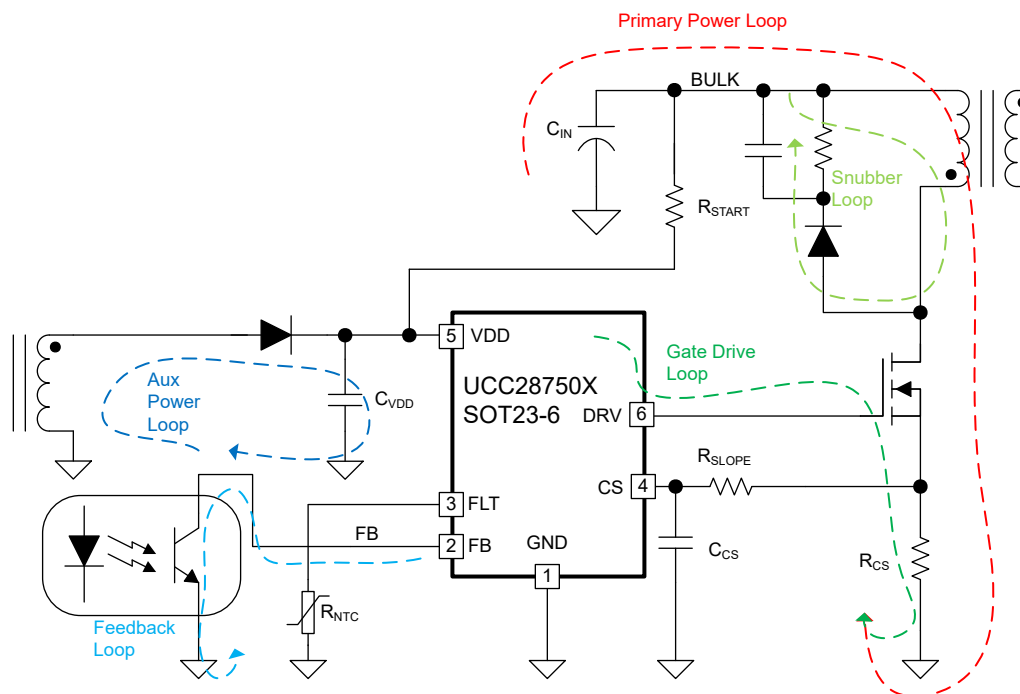 Primary Power Loop
BULK
CIN
Snubber
Loop
RSTART
5 VDD
Gate Drive
Loop
Aux
Power
Loop
CVDD
UCC28750X
SOT23-6
DRV 6
RSLOPE
CS 4
3 FLT
FB
2 FB
GND
1
CCS
RCS
RNTC
Feedback
Loop